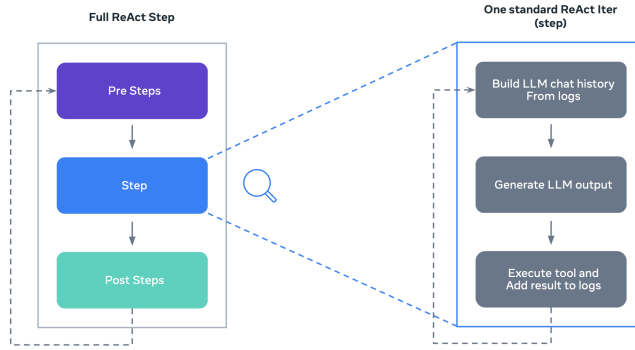 Full ReAct Step
Pre Steps
Step
Post Steps
One standard ReAct Iter
(step)
Build LLM chat history
From logs
Generate LLM output
Execute tool and
Add result to logs